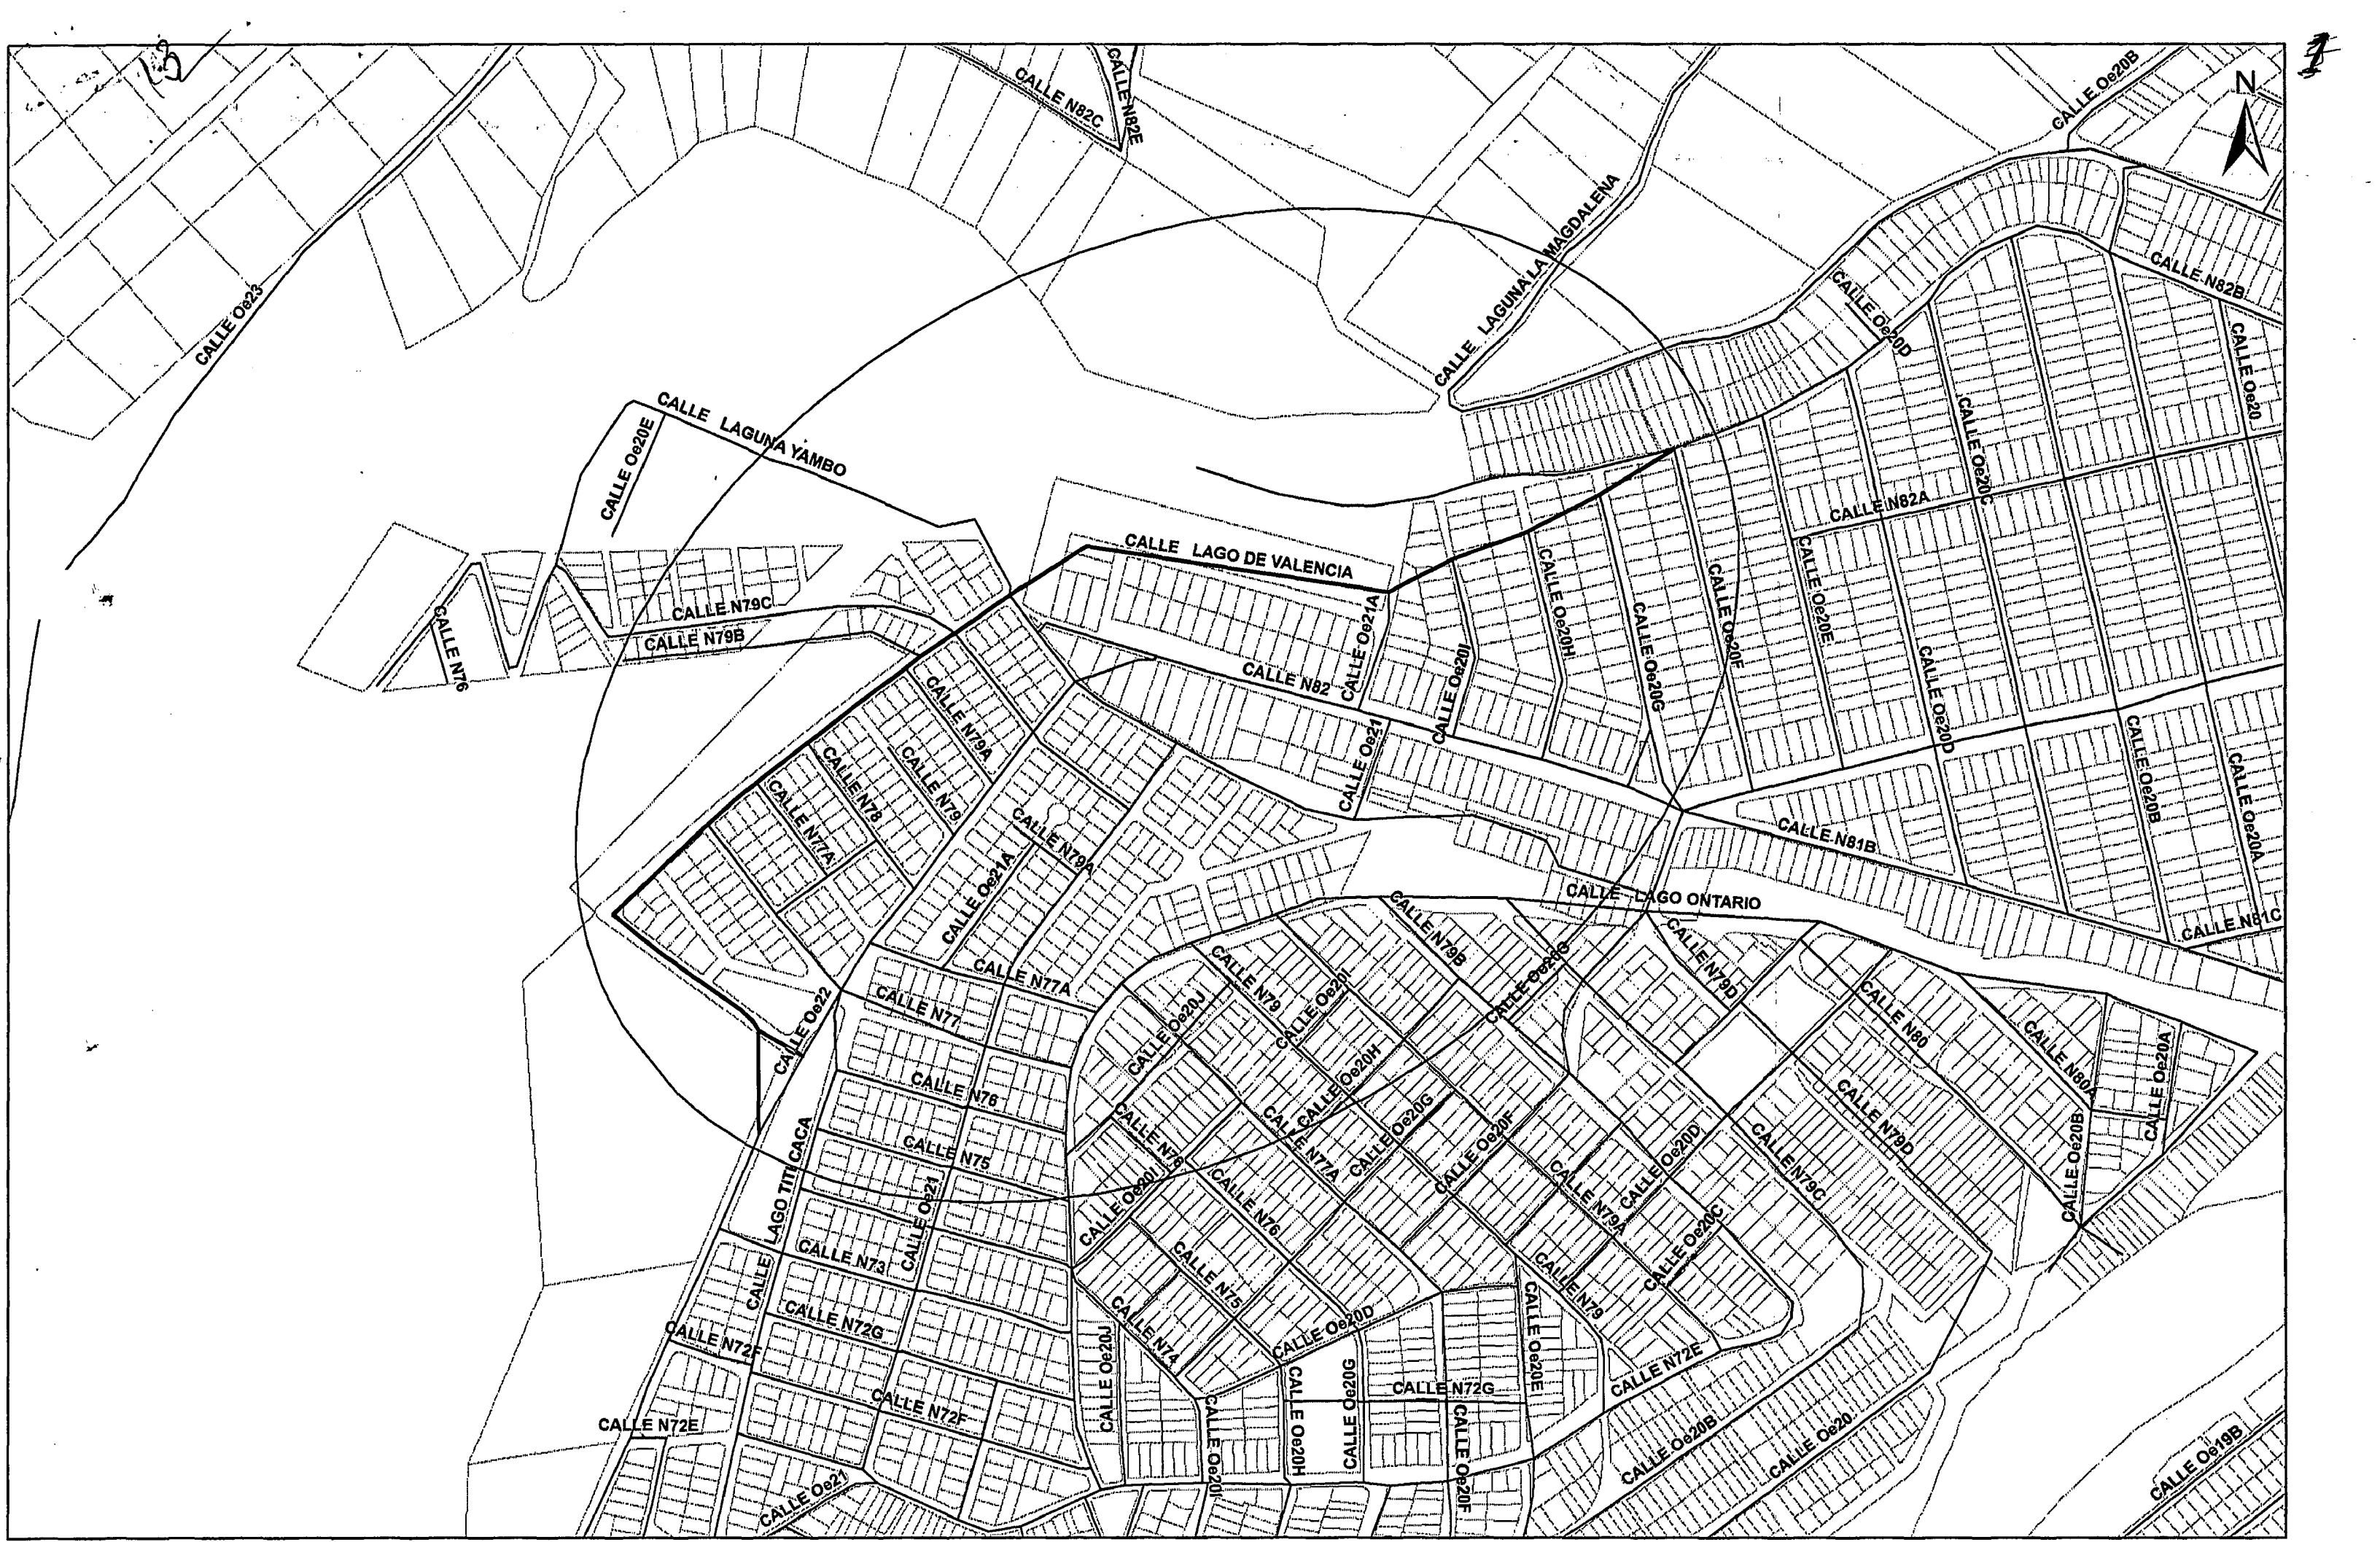 13
N
CALLE N82C
CALLE N82E
CALLE Oe20B
CALLE LAGUNA LA MAGDALENA
CALLE Oe23
CALLE Oe20D
CALLE N82B
CALLE Oe20
CALLE LAGUNA YAMBO
CALLE Oe20E
CALLE Oe20C
CALLE N82A
CALLE LAGO DE VALENCIA
CALLE N79C
CALLE N79B
CALLE N76
CALLE Oe21A
CALLE Oe20I
CALLE Oe20H
CALLE Oe20G
CALLE Oe20F
CALLE Oe20E
CALLE Oe20D
CALLE N82
CALLE N79A
CALLE N79
CALLE N78
CALLE N77A
CALLE Oe21
CALLE Oe20B
CALLE Oe20A
CALLE N79A
CALLE Oe21A
CALLE N81B
CALLE LAGO ONTARIO
CALLE N81C
CALLE N79B
CALLE Oe20G
CALLE N79D
CALLE N77A
CALLE N77
CALLE Oe22
CALLE N79
CALLE Oe20I
CALLE Oe20J
CALLE N80
CALLE N80A
CALLE Oe20A
CALLE Oe20H
CALLE N76
CALLE N75
CALLE LAGO TITICACA
CALLE Oe21
CALLE N76
CALLE Oe20I
CALLE N77A
CALLE Oe20G
CALLE Oe20F
CALLE Oe20D
CALLE N79C
CALLE N79D
CALLE Oe20B
CALLE N76
CALLE N79A
CALLE Oe20C
CALLE N73
CALLE N75
CALLE N79
CALLE N72G
CALLE N74
CALLE Oe20D
CALLE Oe20E
CALLE N72F
CALLE Oe20J
CALLE N72E
CALLE N72G
CALLE Oe20G
CALLE Oe20H
CALLE Oe20I
CALLE Oe20F
CALLE N72F
CALLE N72E
CALLE Oe21
CALLE Oe20B
CALLE Oe20
CALLE Oe19B